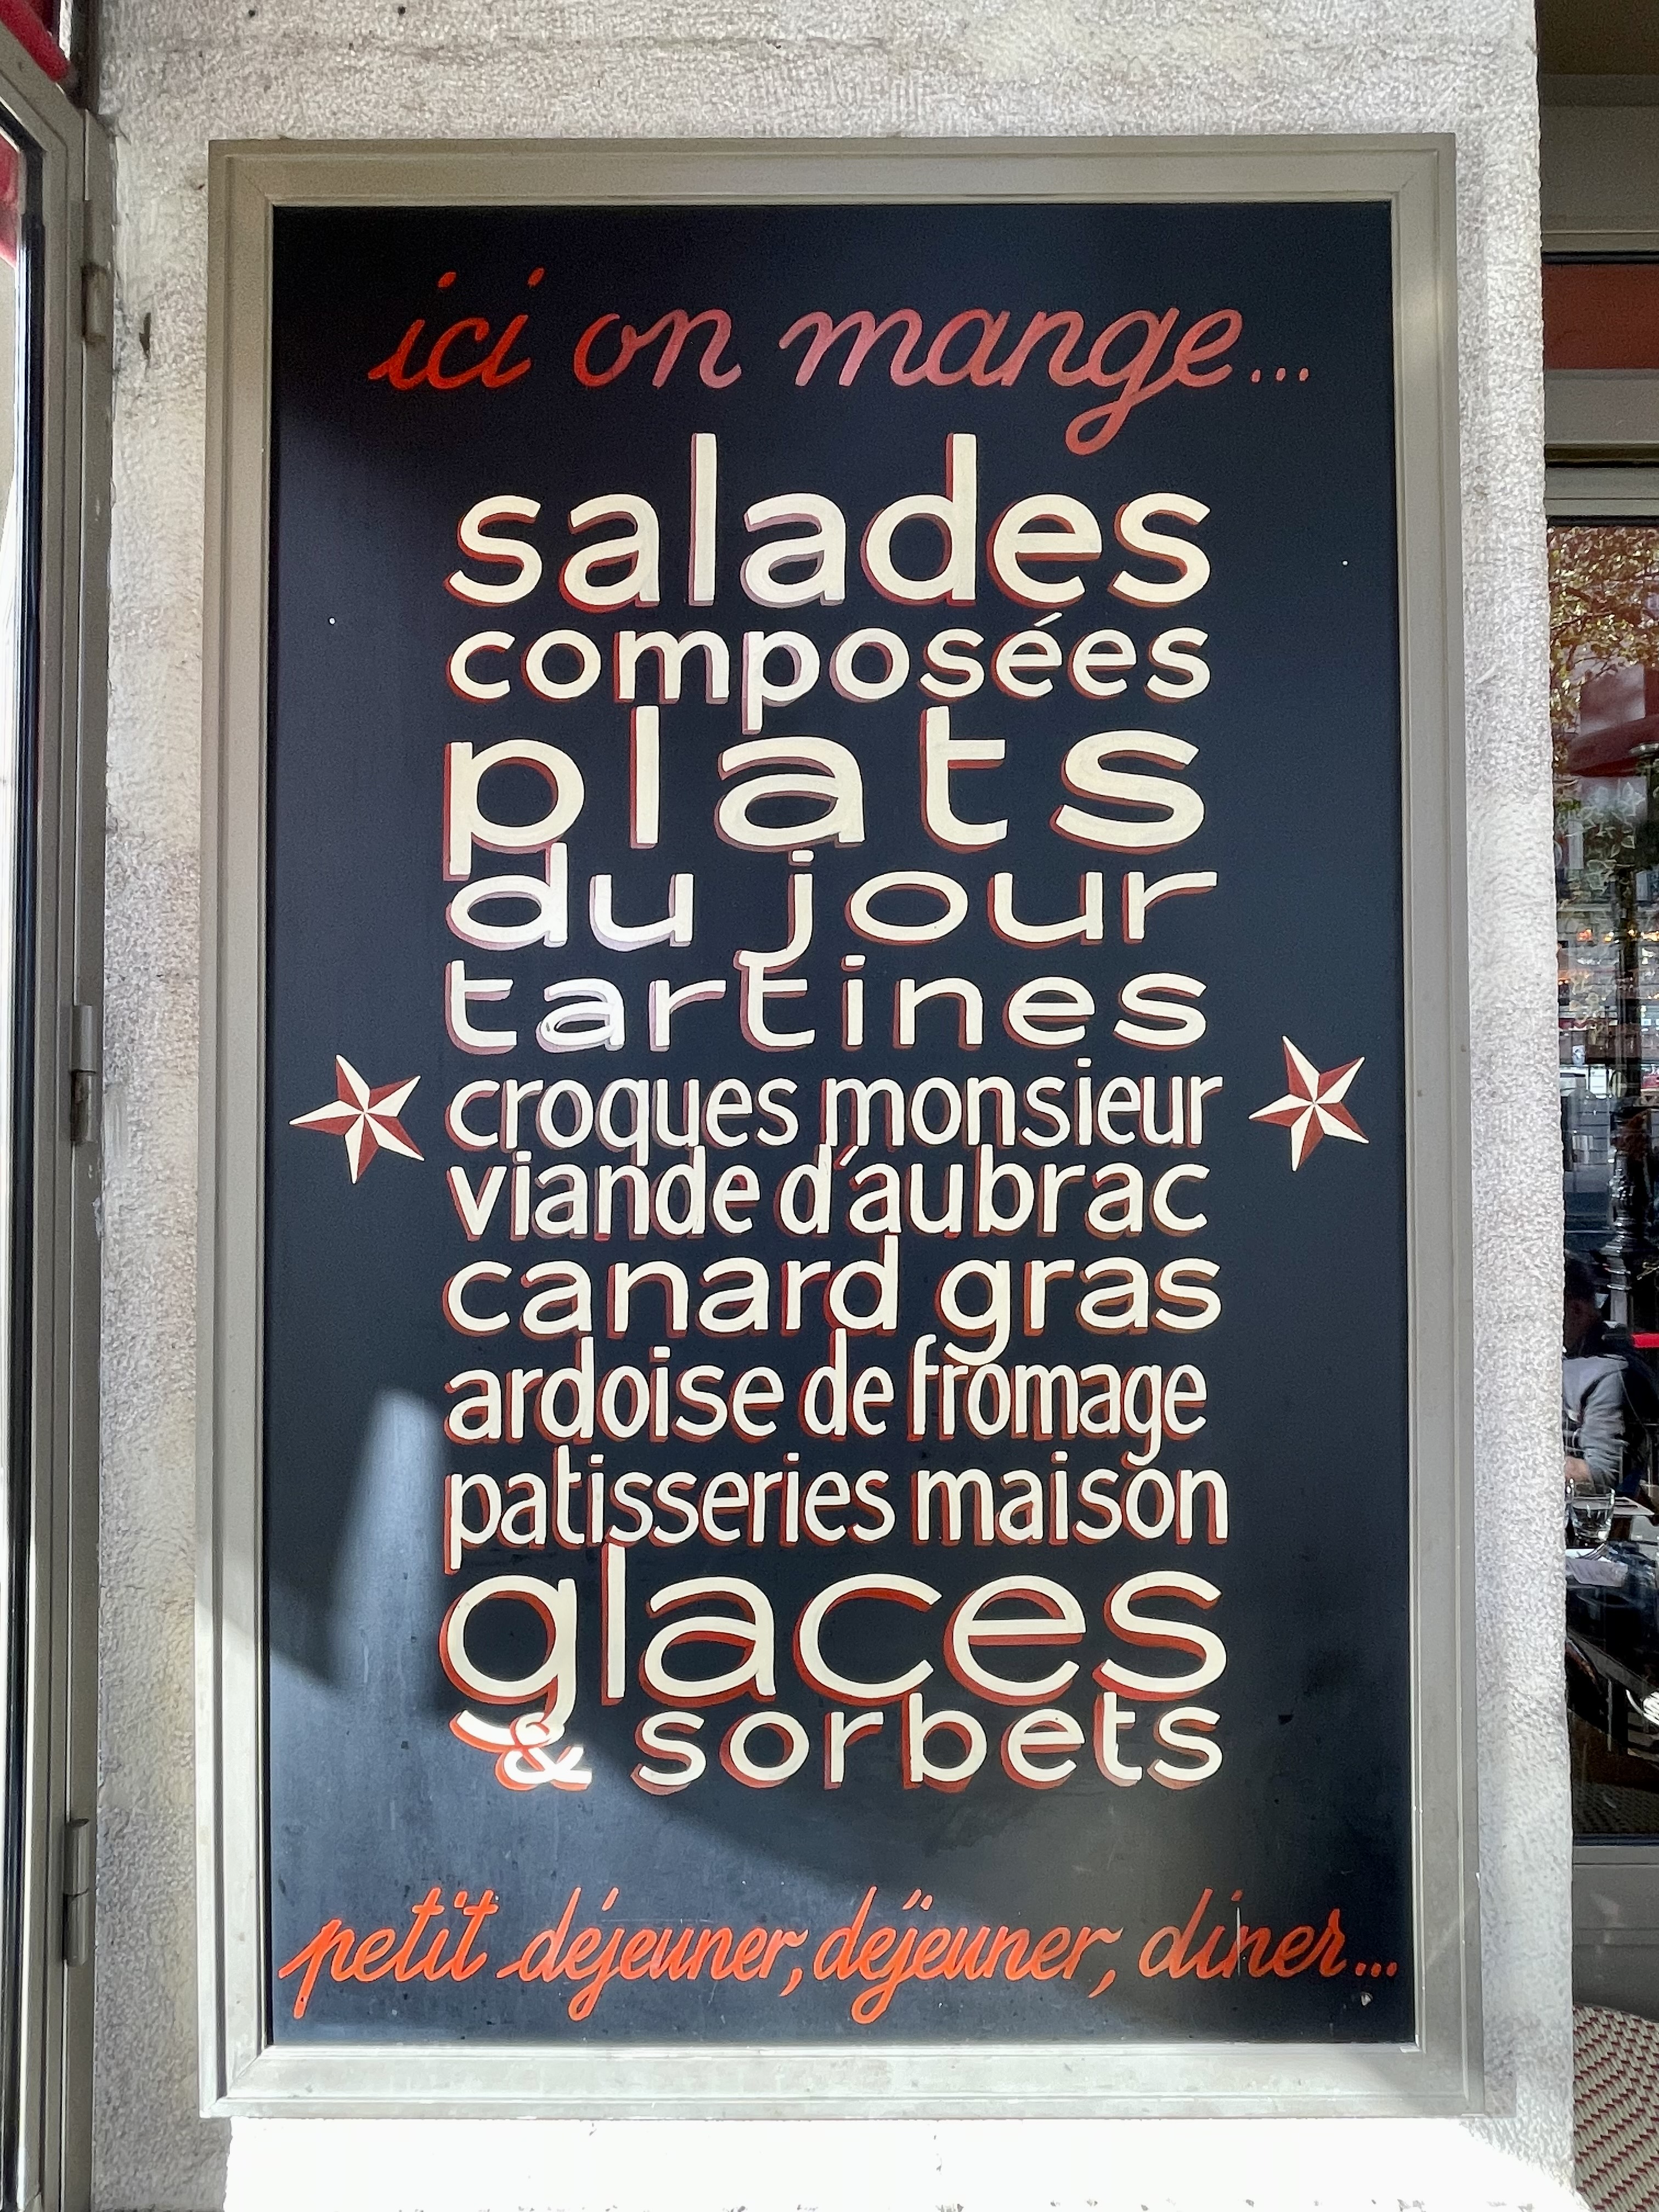 ici on mange...
salades
composées
plats
du jour
tartines
croques monsieur
viande d'aubrac
canard gras
ardoise de fromage
patisseries maison
glaces
& sorbets
petit déjeuner, déjeuner, diner...